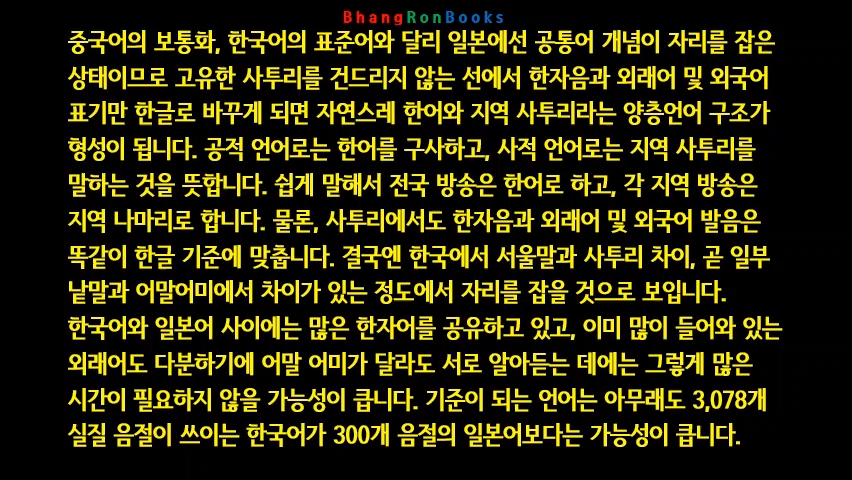 BhangRonBooks
중국어의 보통화, 한국어의 표준어와 달리 일본에선 공통어 개념이 자리를 잡은
상태이므로 고유한 사투리를 건드리지 않는 선에서 한자음과 외래어 및 외국어
표기만 한글로 바꾸게 되면 자연스레 한어와 지역 사투리라는 양층언어 구조가
형성이 됩니다. 공적 언어로는 한어를 구사하고, 사적 언어로는 지역 사투리를
말하는 것을 뜻합니다. 쉽게 말해서 전국 방송은 한어로 하고, 각 지역 방송은
지역 나마리로 합니다. 물론, 사투리에서도 한자음과 외래어 및 외국어 발음은
똑같이 한글 기준에 맞춥니다. 결국엔 한국에서 서울말과 사투리 차이, 곧 일부
낱말과 어말어미에서 차이가 있는 정도에서 자리를 잡을 것으로 보입니다.
한국어와 일본어 사이에는 많은 한자어를 공유하고 있고, 이미 많이 들어와 있는
외래어도 다분하기에 어말 어미가 달라도 서로 알아듣는 데에는 그렇게 많은
시간이 필요하지 않을 가능성이 큽니다. 기준이 되는 언어는 아무래도 3,078개
실질 음절이 쓰이는 한국어가 300개 음절의 일본어보다는 가능성이 큽니다.